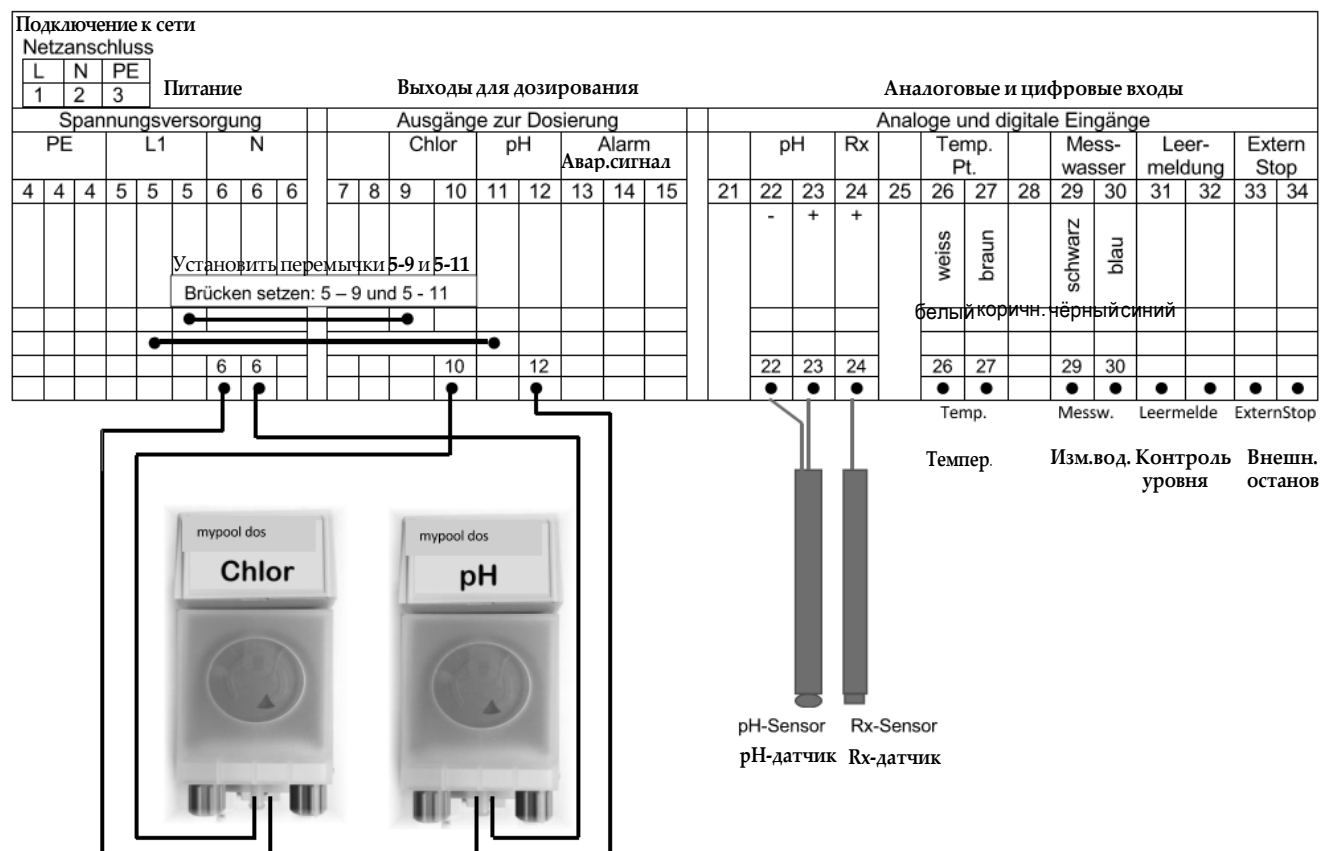 Подключение к сети
Netzanschluss
L N PE
1 2 3
Питание Выходы для дозирования Аналоговые и цифровые входы
Spannungsversorgung Ausgänge zur Dosierung Analoge und digitale Eingänge
PE L1 N Chlor pH Alarm pH Rx Temp. Pt. Mess-wasser Leer-meldung Extern Stop
Авар.сигнал
4 4 4 5 5 5 6 6 6 7 8 9 10 11 12 13 14 15 21 22 23 24 25 26 27 28 29 30 31 32 33 34
- + +
weiss braun schwarz blau
Установить перемычки 5-9 и 5-11
Brücken setzen: 5 – 9 und 5 - 11
белый коричн. чёрный синий
6 6 10 12 22 23 24 26 27 29 30
Temp. Messw. Leermelde ExternStop
Темпер. Изм.вод. Контроль уровня Внешн. останов
mypool dos
Chlor
mypool dos
pH
pH-Sensor Rx-Sensor
pH-датчик Rx-датчик